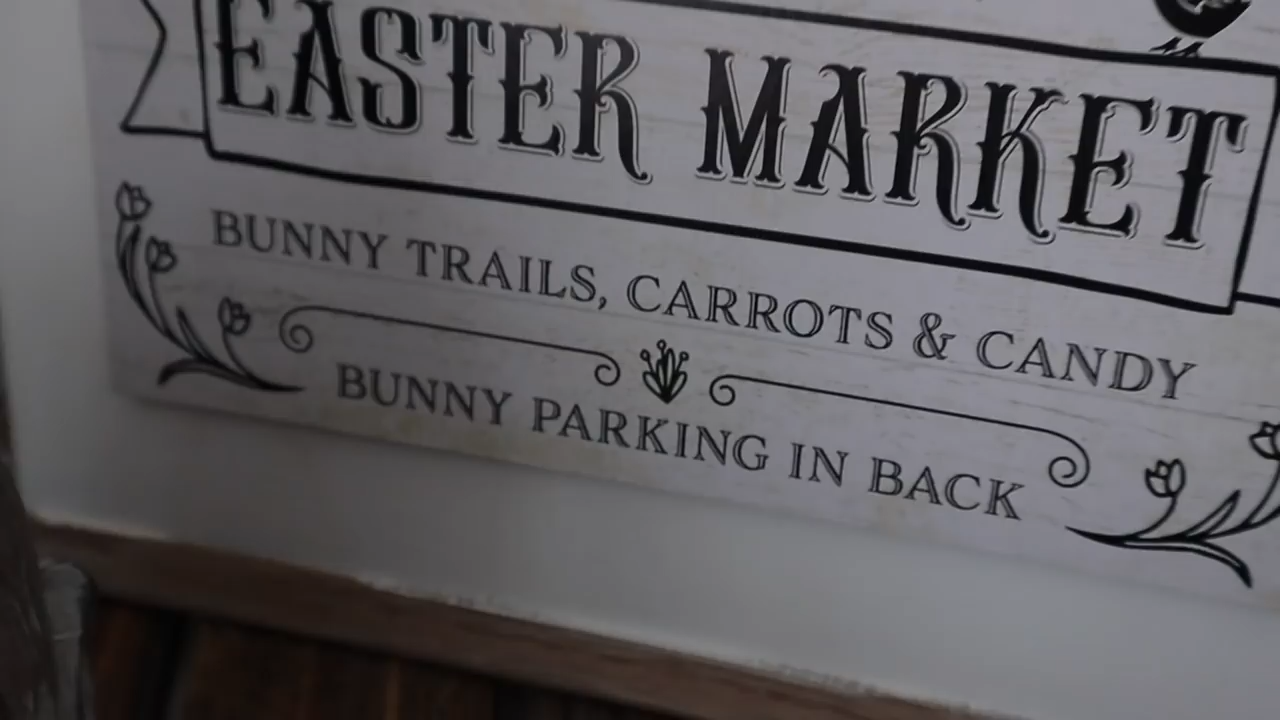 EASTER MARKET
BUNNY TRAILS, CARROTS & CANDY
BUNNY PARKING IN BACK